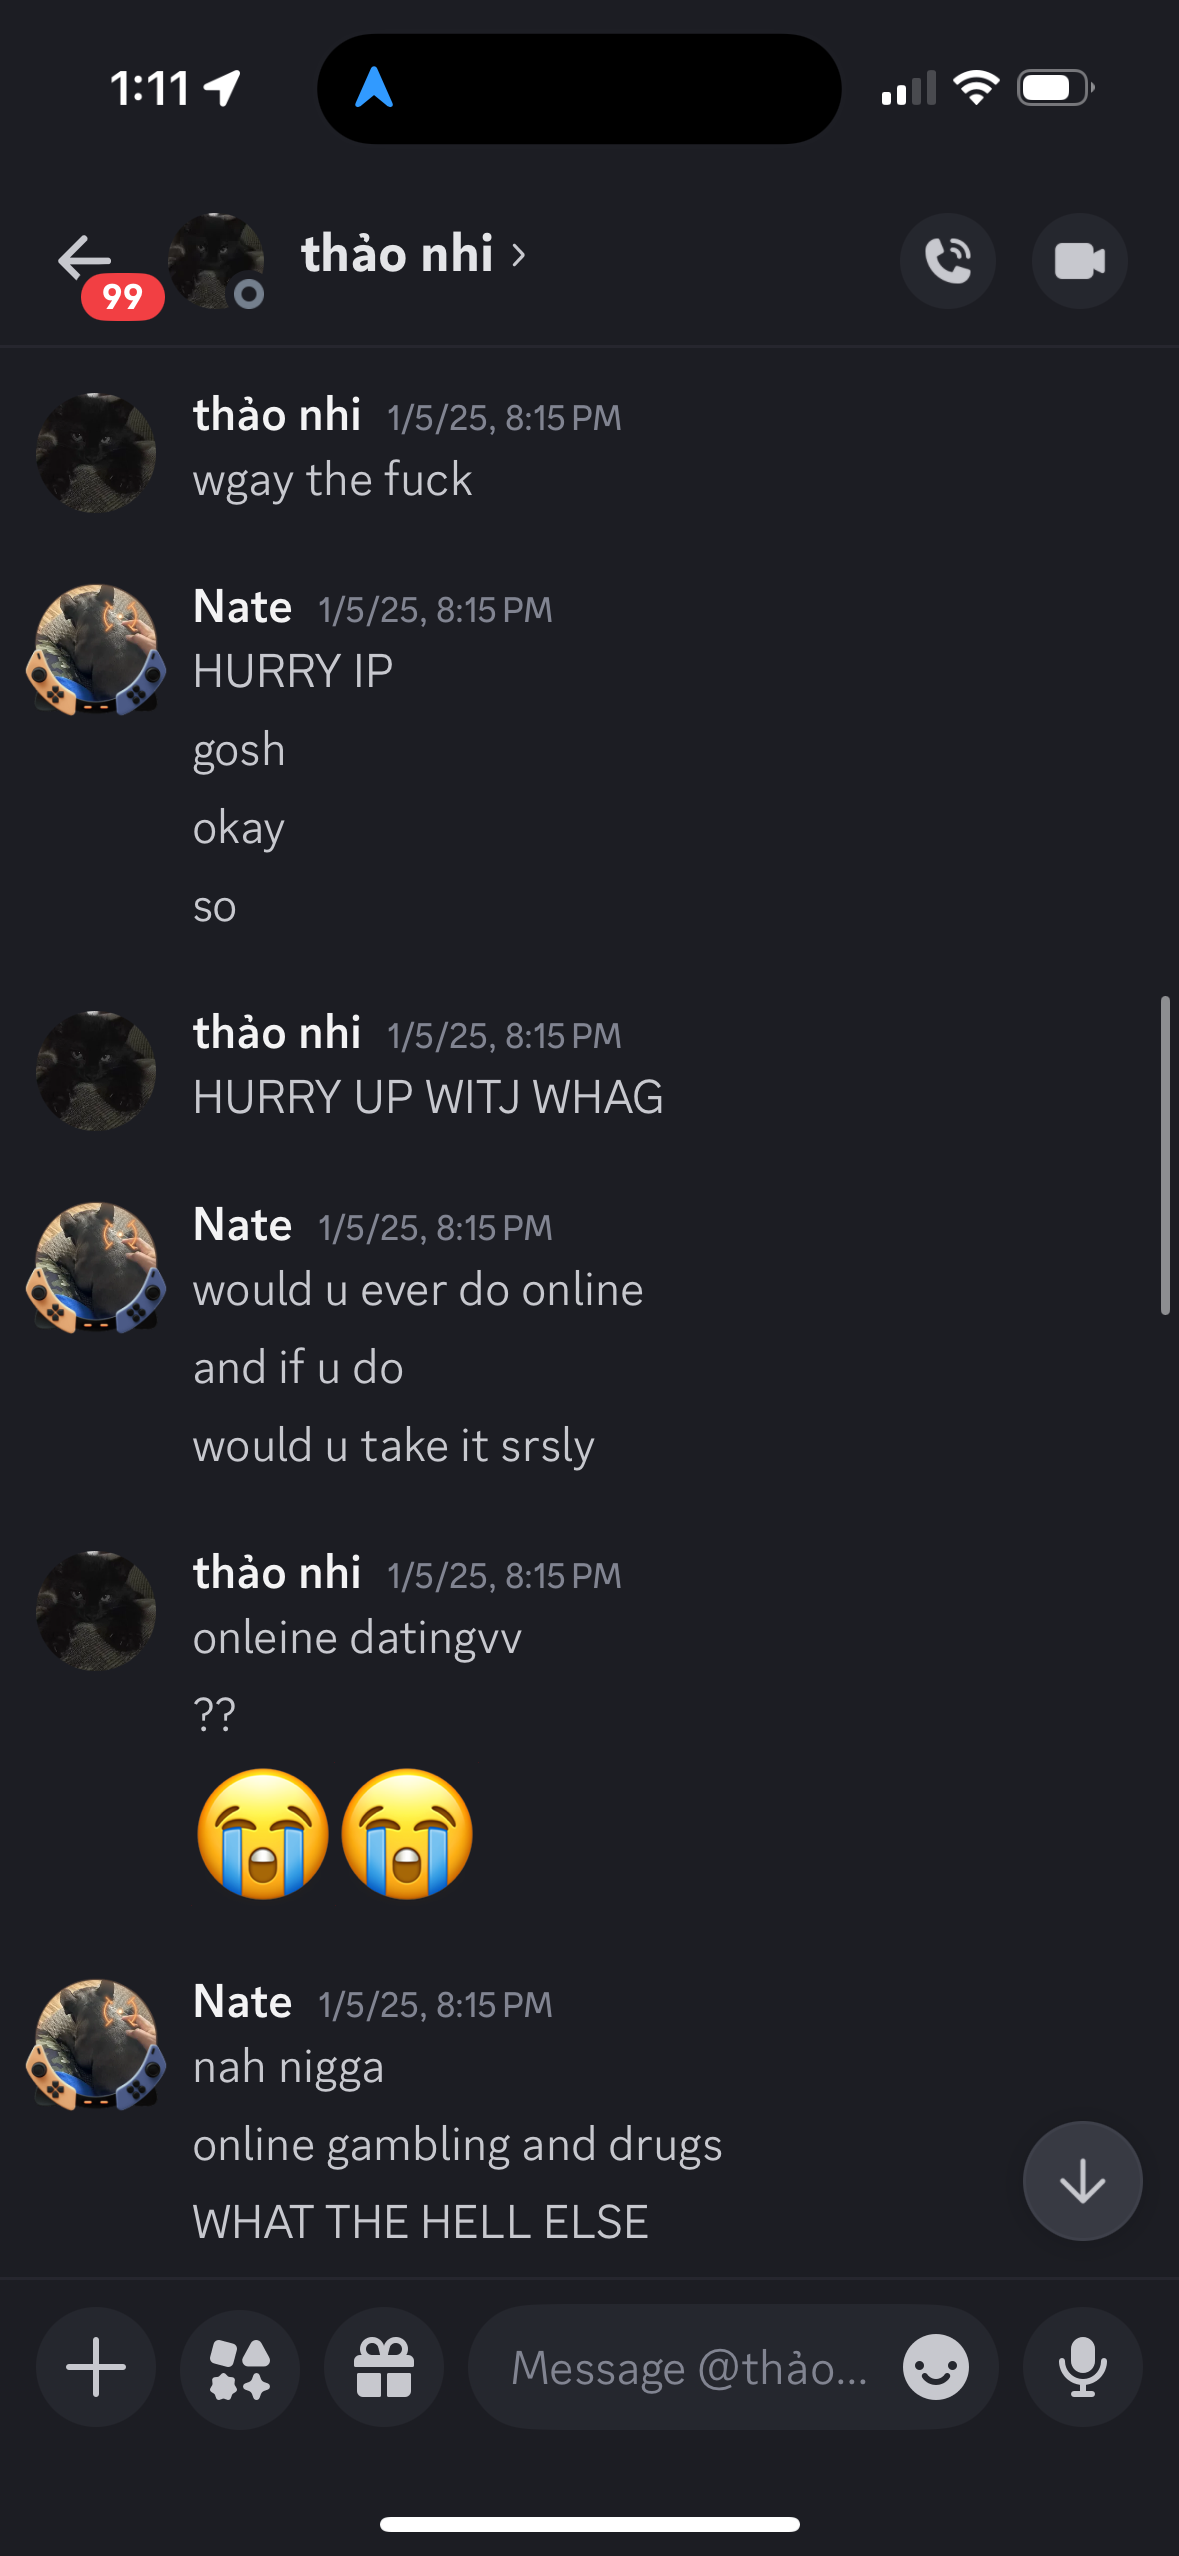 1:11
99
thảo nhi
thảo nhi 1/5/25, 8:15 PM
wgay the fuck
Nate 1/5/25, 8:15 PM
HURRY IP
gosh
okay
so
thảo nhi 1/5/25, 8:15 PM
HURRY UP WITJ WHAG
Nate 1/5/25, 8:15 PM
would u ever do online
and if u do
would u take it srsly
thảo nhi 1/5/25, 8:15 PM
onleine datingvv
??
😭😭
Nate 1/5/25, 8:15 PM
nah nigga
online gambling and drugs
WHAT THE HELL ELSE
Message @thảo...